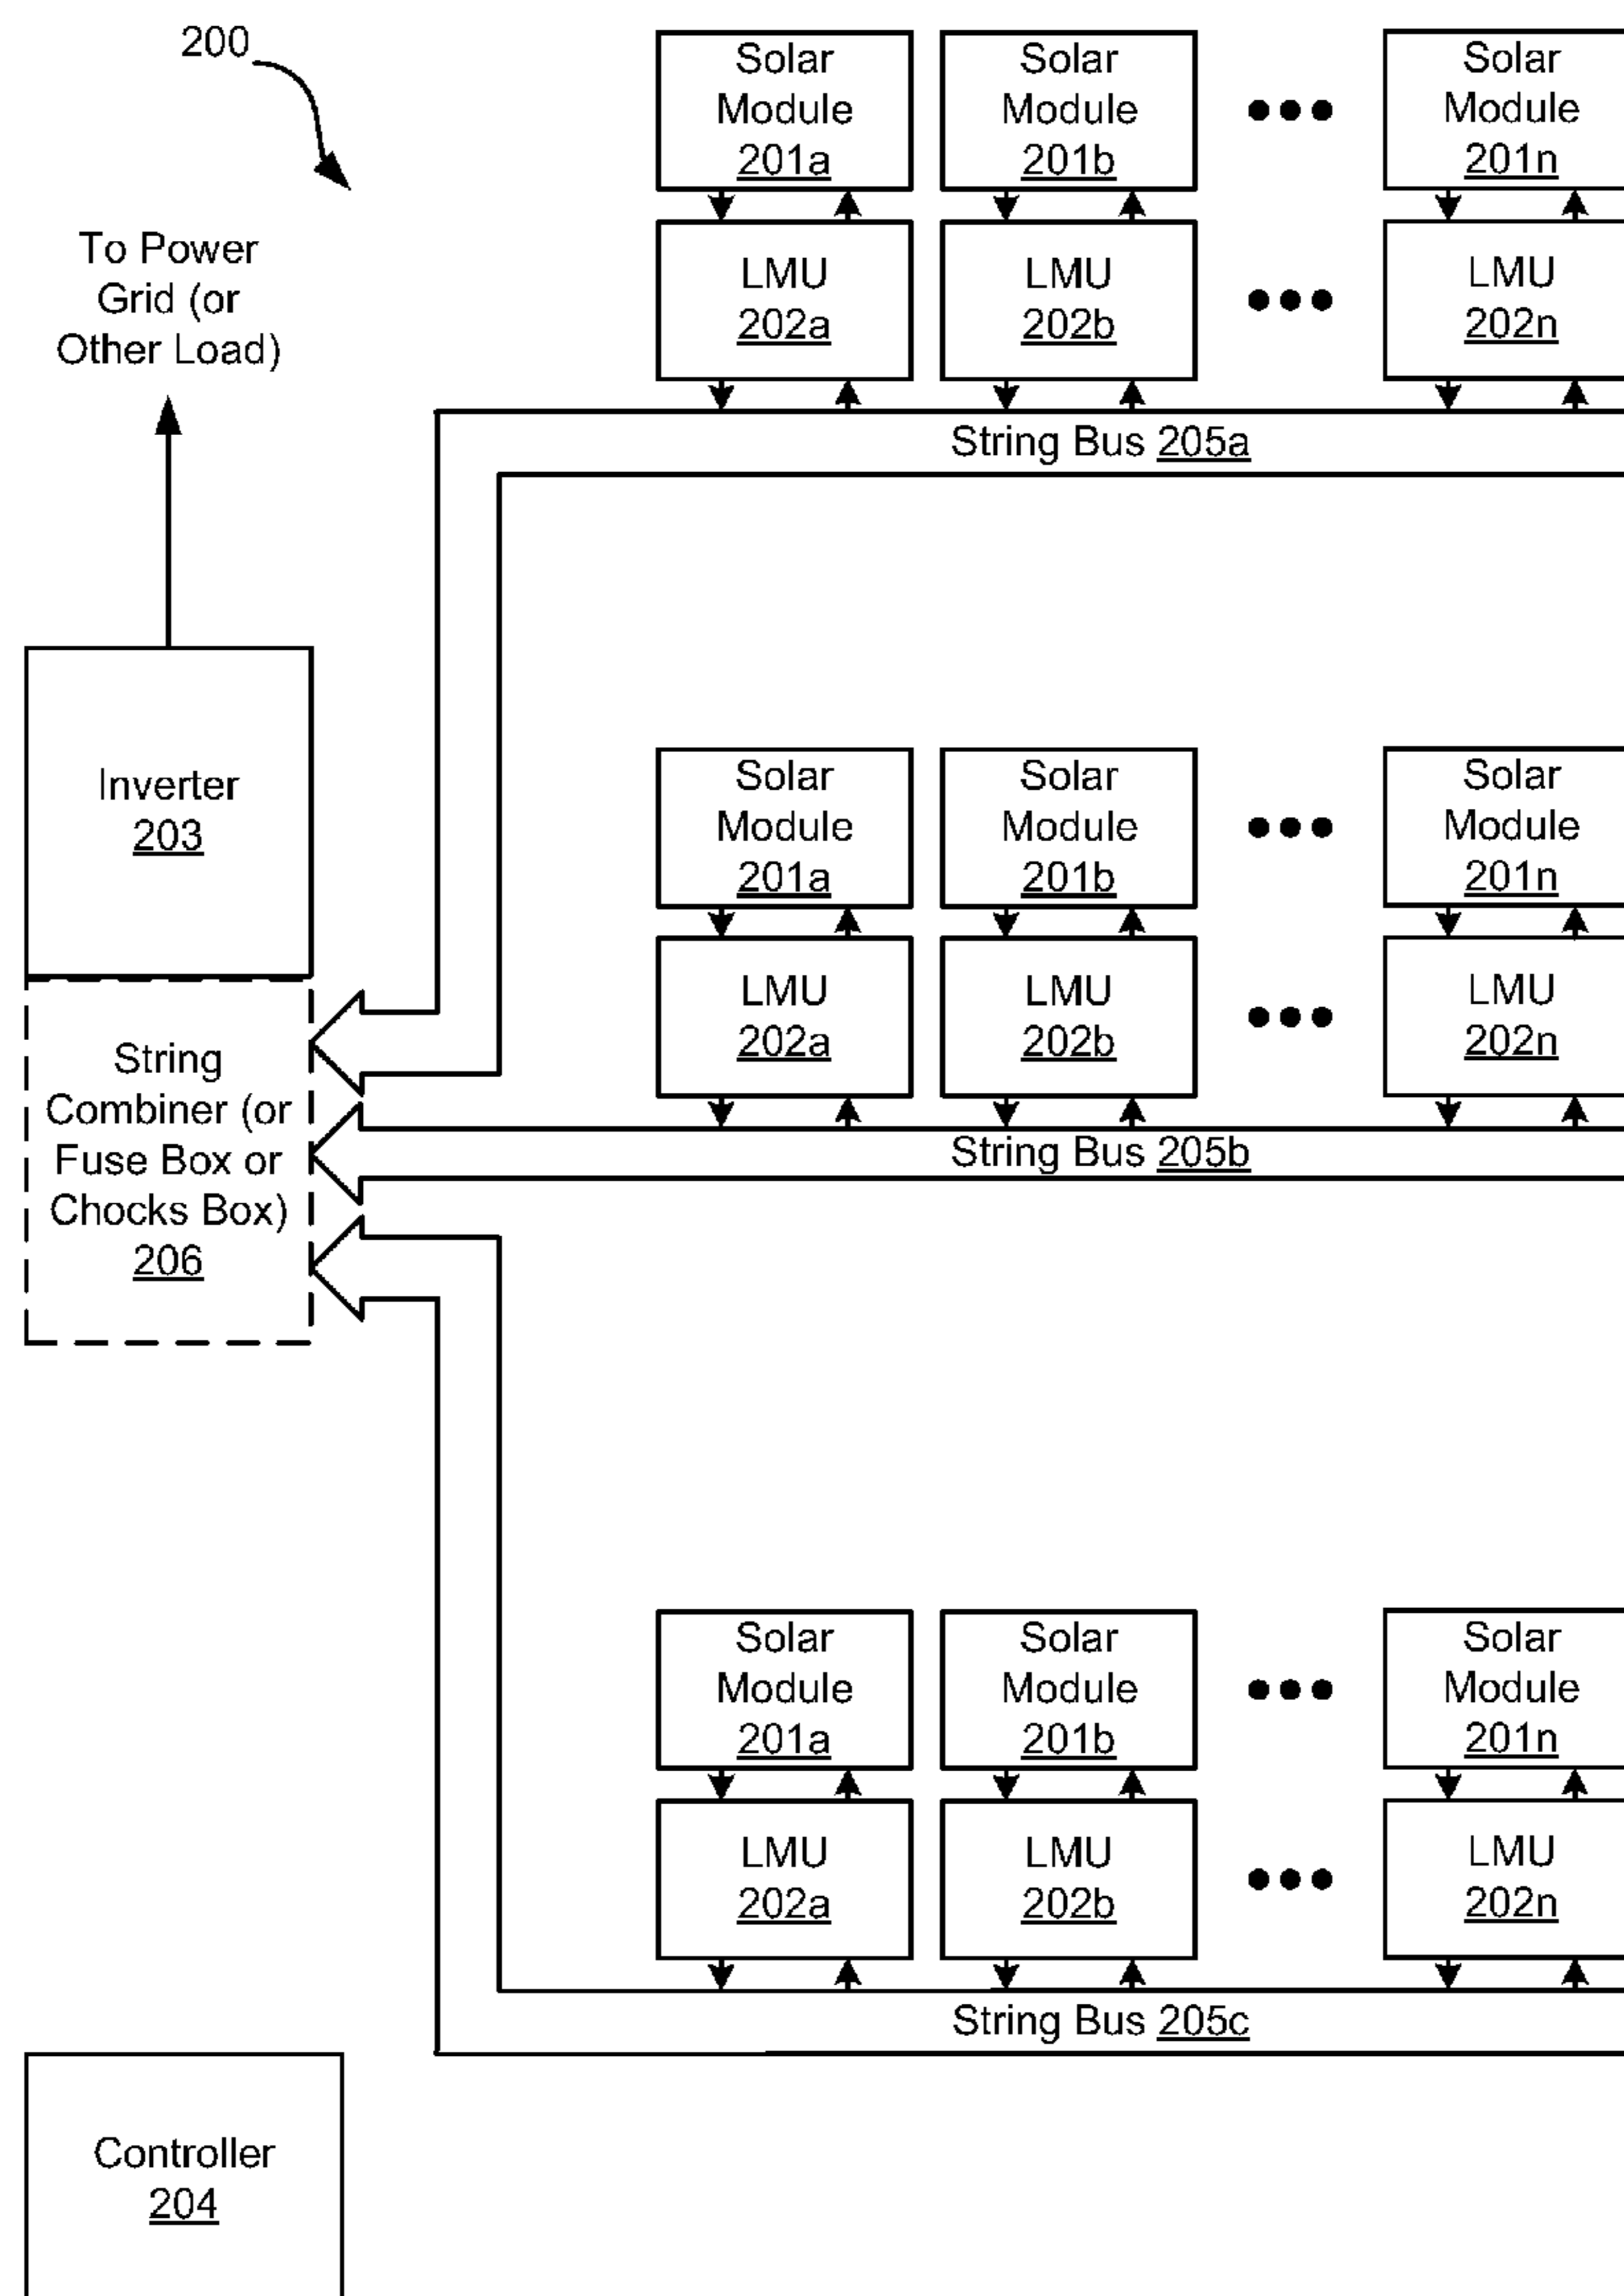 200
To Power
Grid (or
Other Load)
Solar
Module
201a
Solar
Module
201b
Solar
Module
201n
LMU
202a
LMU
202b
LMU
202n
String Bus 205a
Inverter
203
Solar
Module
201a
Solar
Module
201b
Solar
Module
201n
LMU
202a
LMU
202b
LMU
202n
String Bus 205b
String
Combiner (or
Fuse Box or
Chocks Box)
206
Solar
Module
201a
Solar
Module
201b
Solar
Module
201n
LMU
202a
LMU
202b
LMU
202n
String Bus 205c
Controller
204